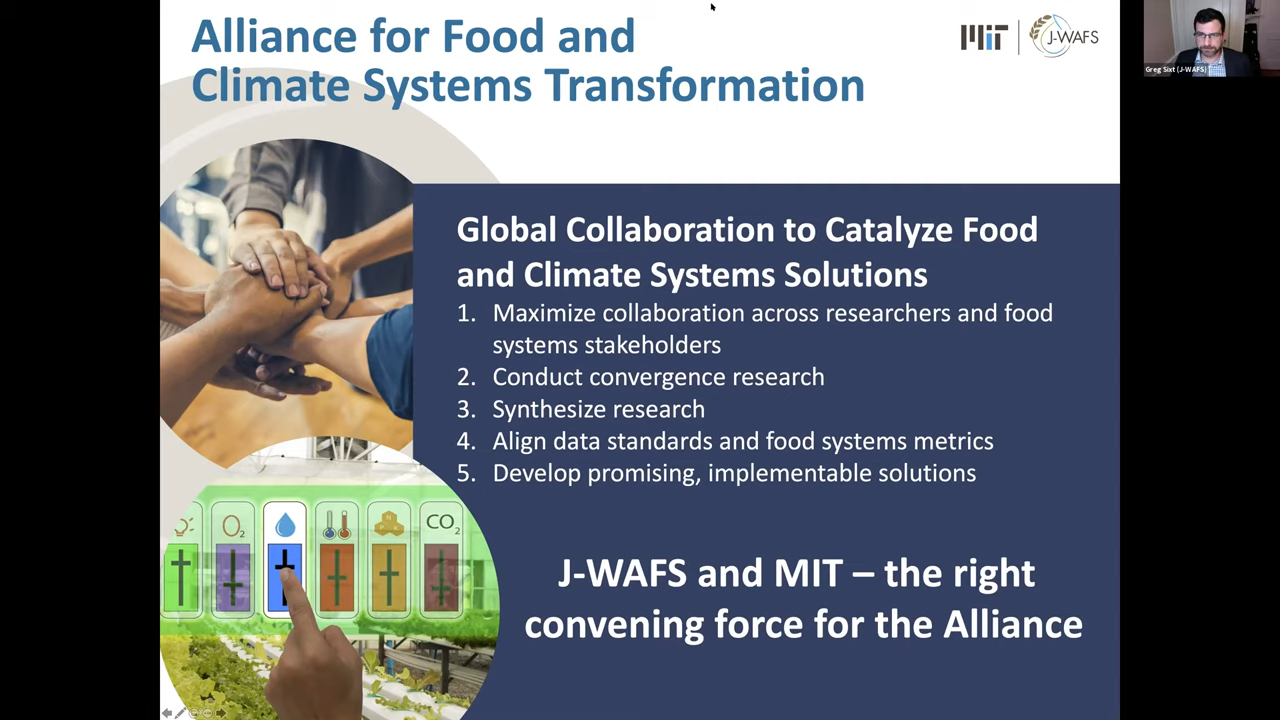 Alliance for Food and
Climate Systems Transformation
MIT
J-WAFS
Greg Sixt (J-WAFS)
Global Collaboration to Catalyze Food
and Climate Systems Solutions
1. Maximize collaboration across researchers and food
systems stakeholders
2. Conduct convergence research
3. Synthesize research
4. Align data standards and food systems metrics
5. Develop promising, implementable solutions
O2
CO2
J-WAFS and MIT – the right
convening force for the Alliance